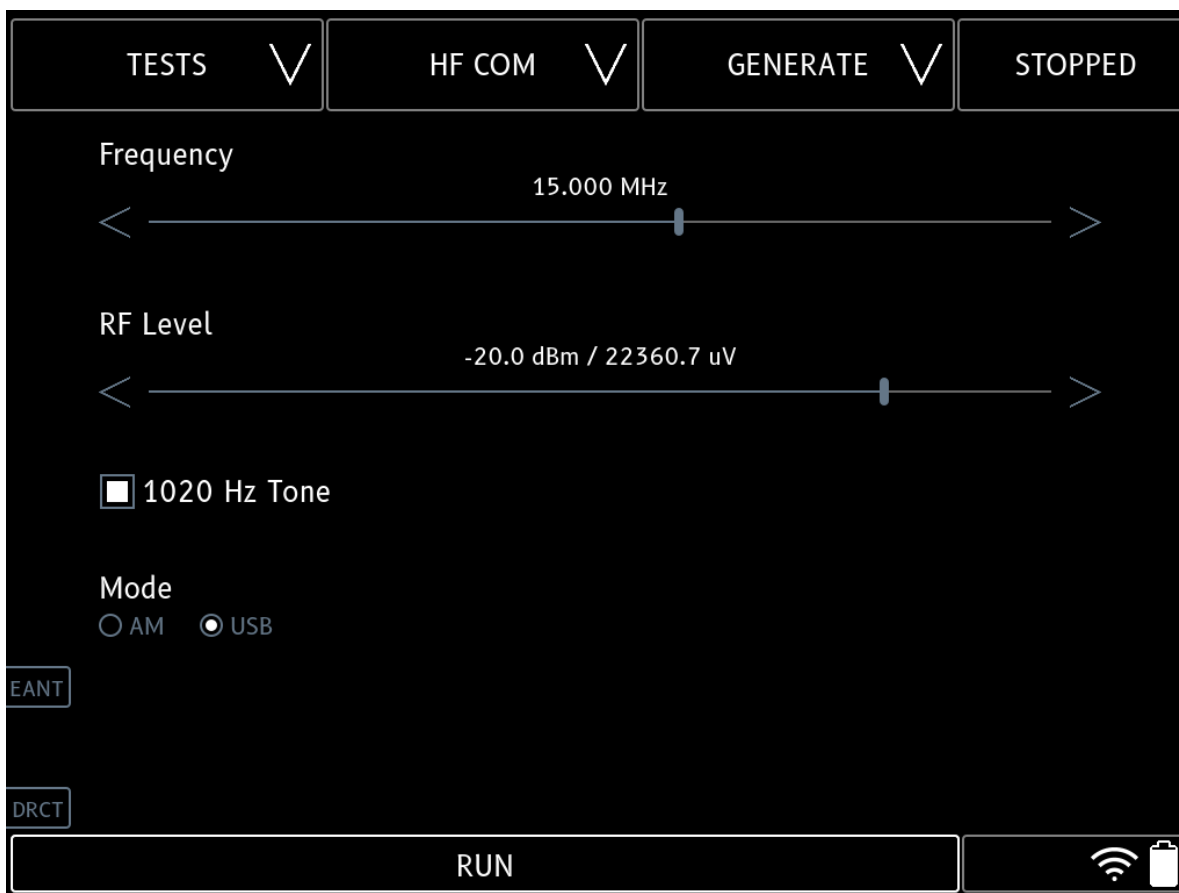 TESTS HF COM GENERATE STOPPED
Frequency
15.000 MHz
RF Level
-20.0 dBm / 22360.7 uV
1020 Hz Tone
Mode
AM USB
EANT
DRCT
RUN